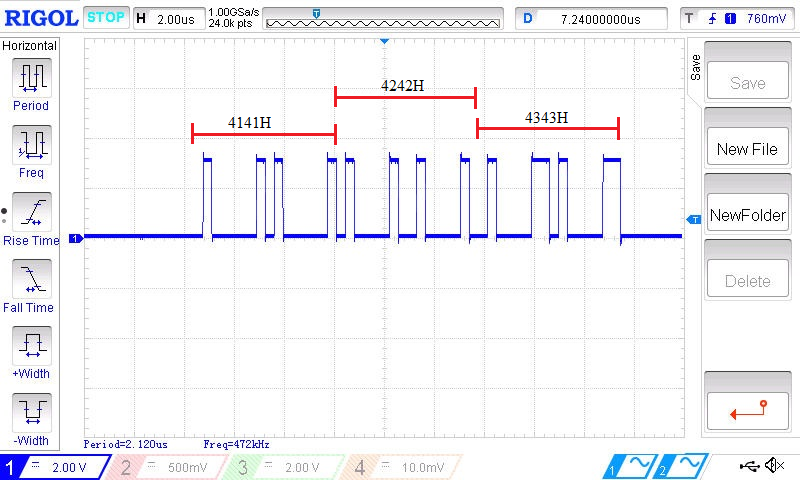 RIGOL STOP H 2.00us 1.00GSa/s 24.0k pts T D 7.24000000us T 1 760mV
Horizontal
Period
Freq
Rise Time
Fall Time
+Width
-Width
4141H
4242H
4343H
1
T
Period=2.120us Freq=472kHz
Save
Save
New File
NewFolder
Delete
1 2.00 V 2 500mV 3 2.00 V 4 10.0mV 1 2